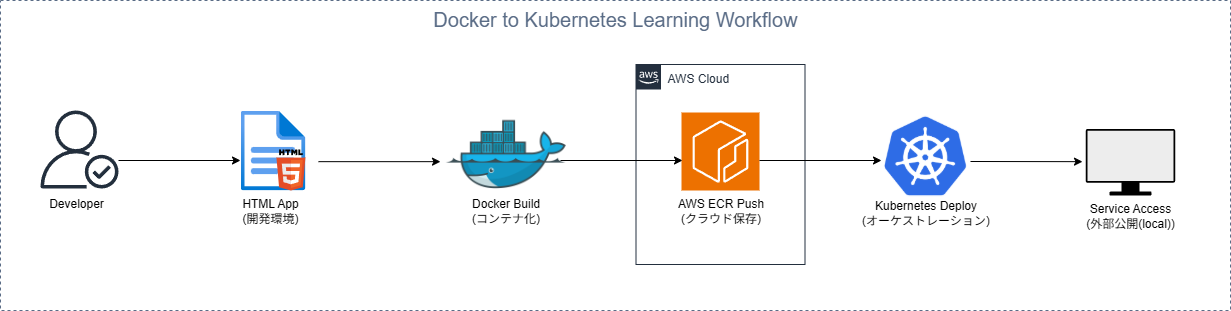 Docker to Kubernetes Learning Workflow
aws
AWS Cloud
HTML
5
Developer
HTML App
(開発環境)
Docker Build
(コンテナ化)
AWS ECR Push
(クラウド保存)
Kubernetes Deploy
(オーケストレーション)
Service Access
(外部公開(local))